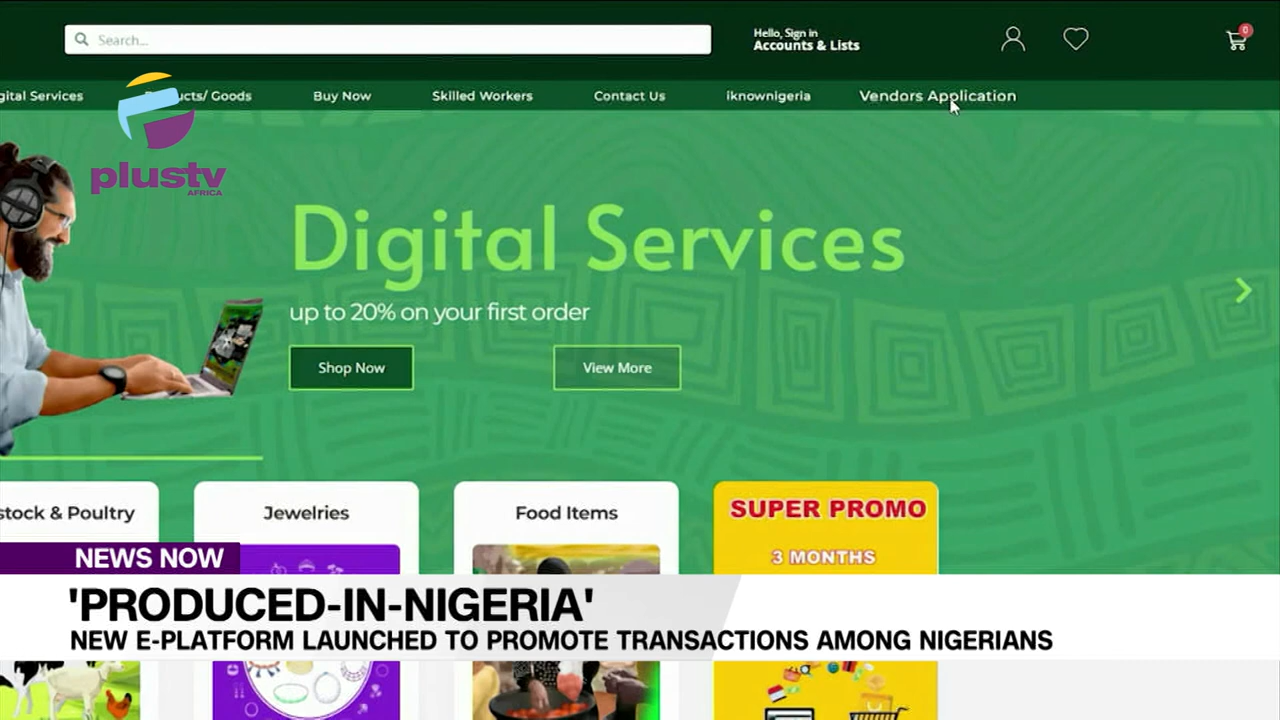 Search...
Hello, Sign in
Accounts & Lists
0
gital Services
ucts/ Goods
Buy Now
Skilled Workers
Contact Us
iknownigeria
Vendors Application
plustv
AFRICA
Digital Services
up to 20% on your first order
Shop Now
View More
stock & Poultry
Jewelries
Food Items
SUPER PROMO
3 MONTHS
NEWS NOW
'PRODUCED-IN-NIGERIA'
NEW E-PLATFORM LAUNCHED TO PROMOTE TRANSACTIONS AMONG NIGERIANS